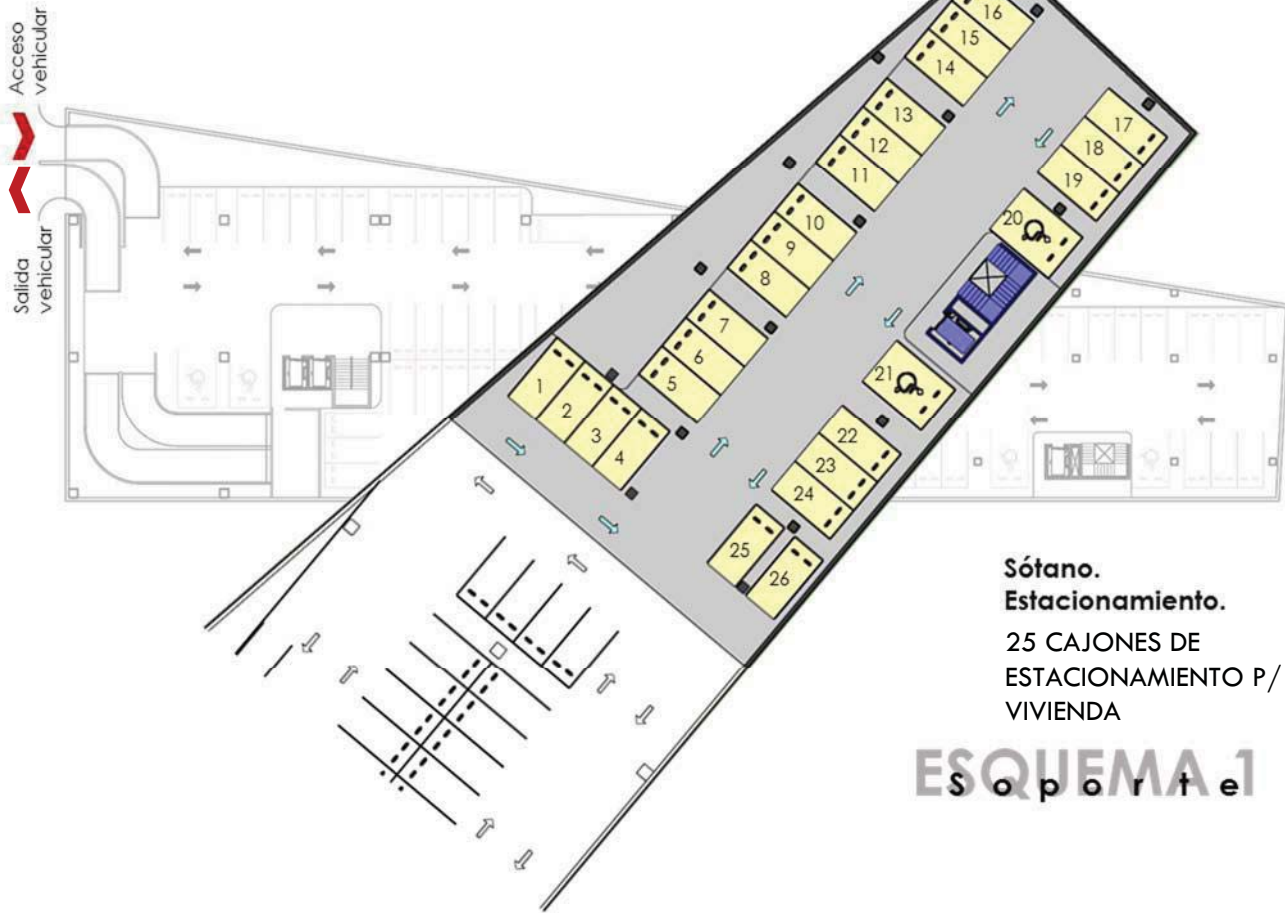 Acceso
vehicular
Salida
vehicular
16
15
14
13
12
11
10
9
8
7
6
5
1
2
3
4
17
18
19
20
21
22
23
24
25
26
Sótano.
Estacionamiento.
25 CAJONES DE
ESTACIONAMIENTO P/
VIVIENDA
ESQUEMA 1
Soporte